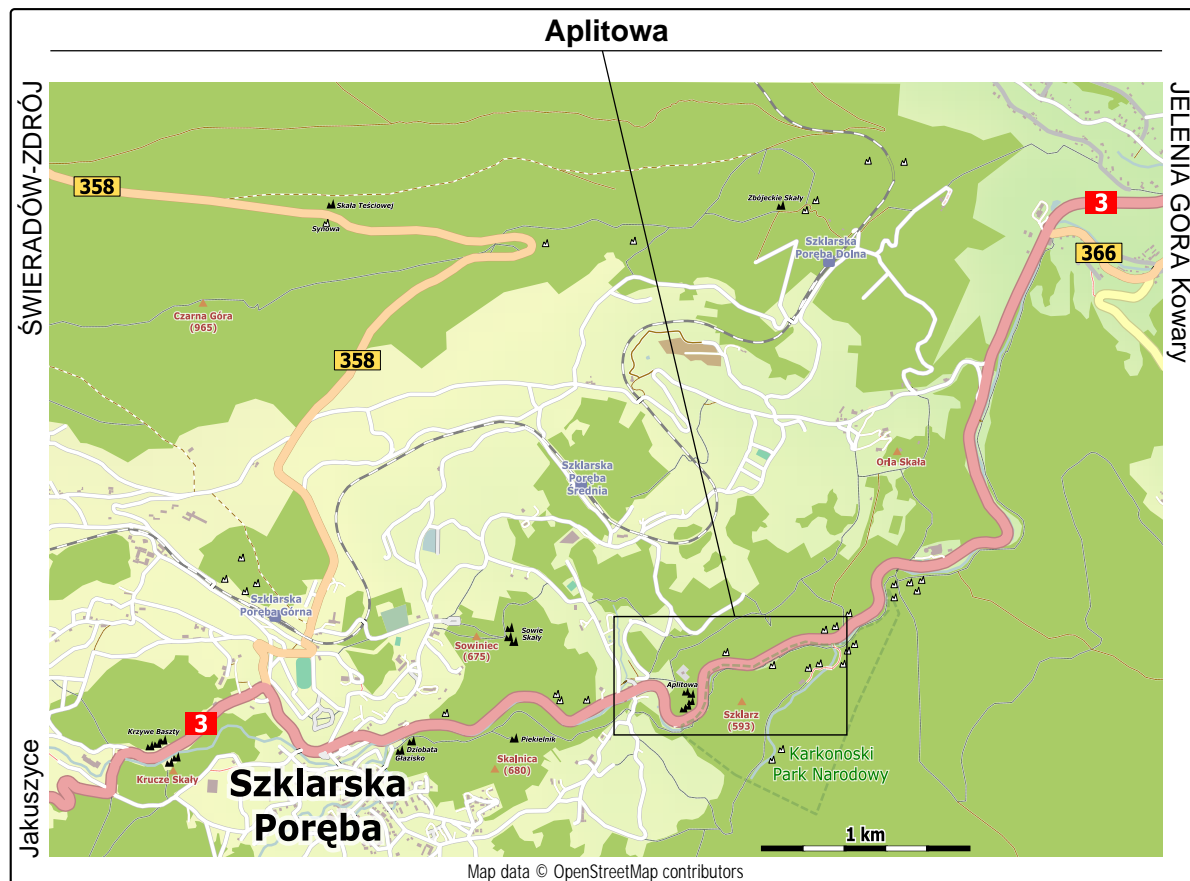 Aplitowa
ŚWIERADÓW-ZDRÓJ
JELENIA GORA Kowary
358
Skała Teściowej
Synowa
Zbójeckie Skały
3
Szklarska
Poręba Dolna
366
Czarna Góra
(965)
358
Szklarska
Poręba
Średnia
Orla Skała
Szklarska
Poręba Górna
Sowiniec
(675)
Sowie
Skały
Aplitowa
Szklarz
(593)
3
Krzywe Baszty
Krucze Skały
Dziobata
Głazisko
Piekielnik
Skalnica
(680)
Karkonoski
Park Narodowy
Szklarska
Poręba
Jakuszyce
1 km
Map data © OpenStreetMap contributors